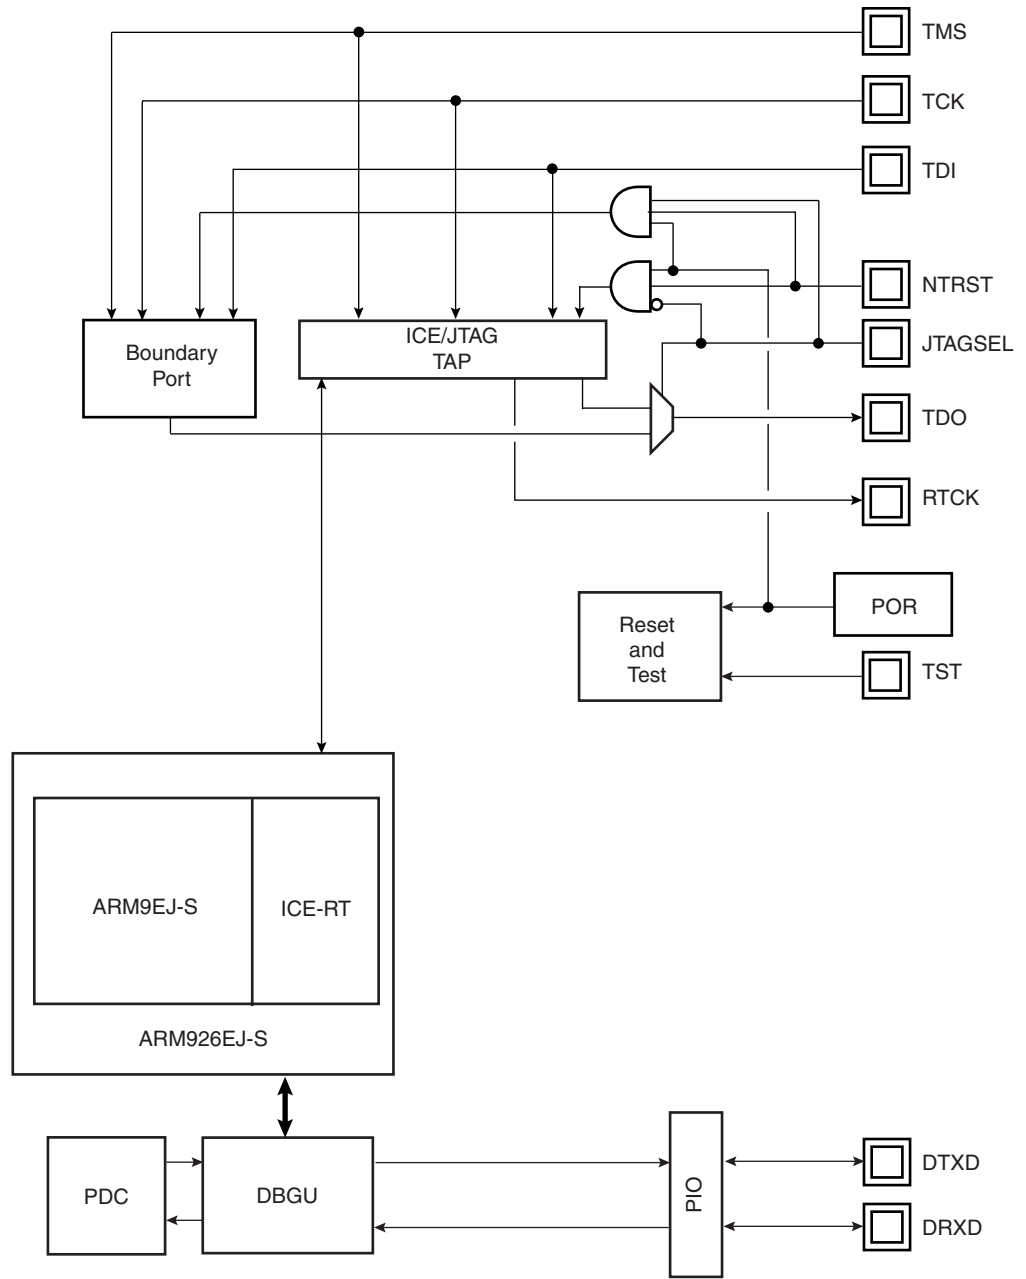 TMS
TCK
TDI
NTRST
ICE/JTAG
TAP
JTAGSEL
Boundary
Port
TDO
RTCK
POR
Reset
and
Test
TST
ARM9EJ-S
ICE-RT
ARM926EJ-S
DTXD
PDC
DBGU
PIO
DRXD